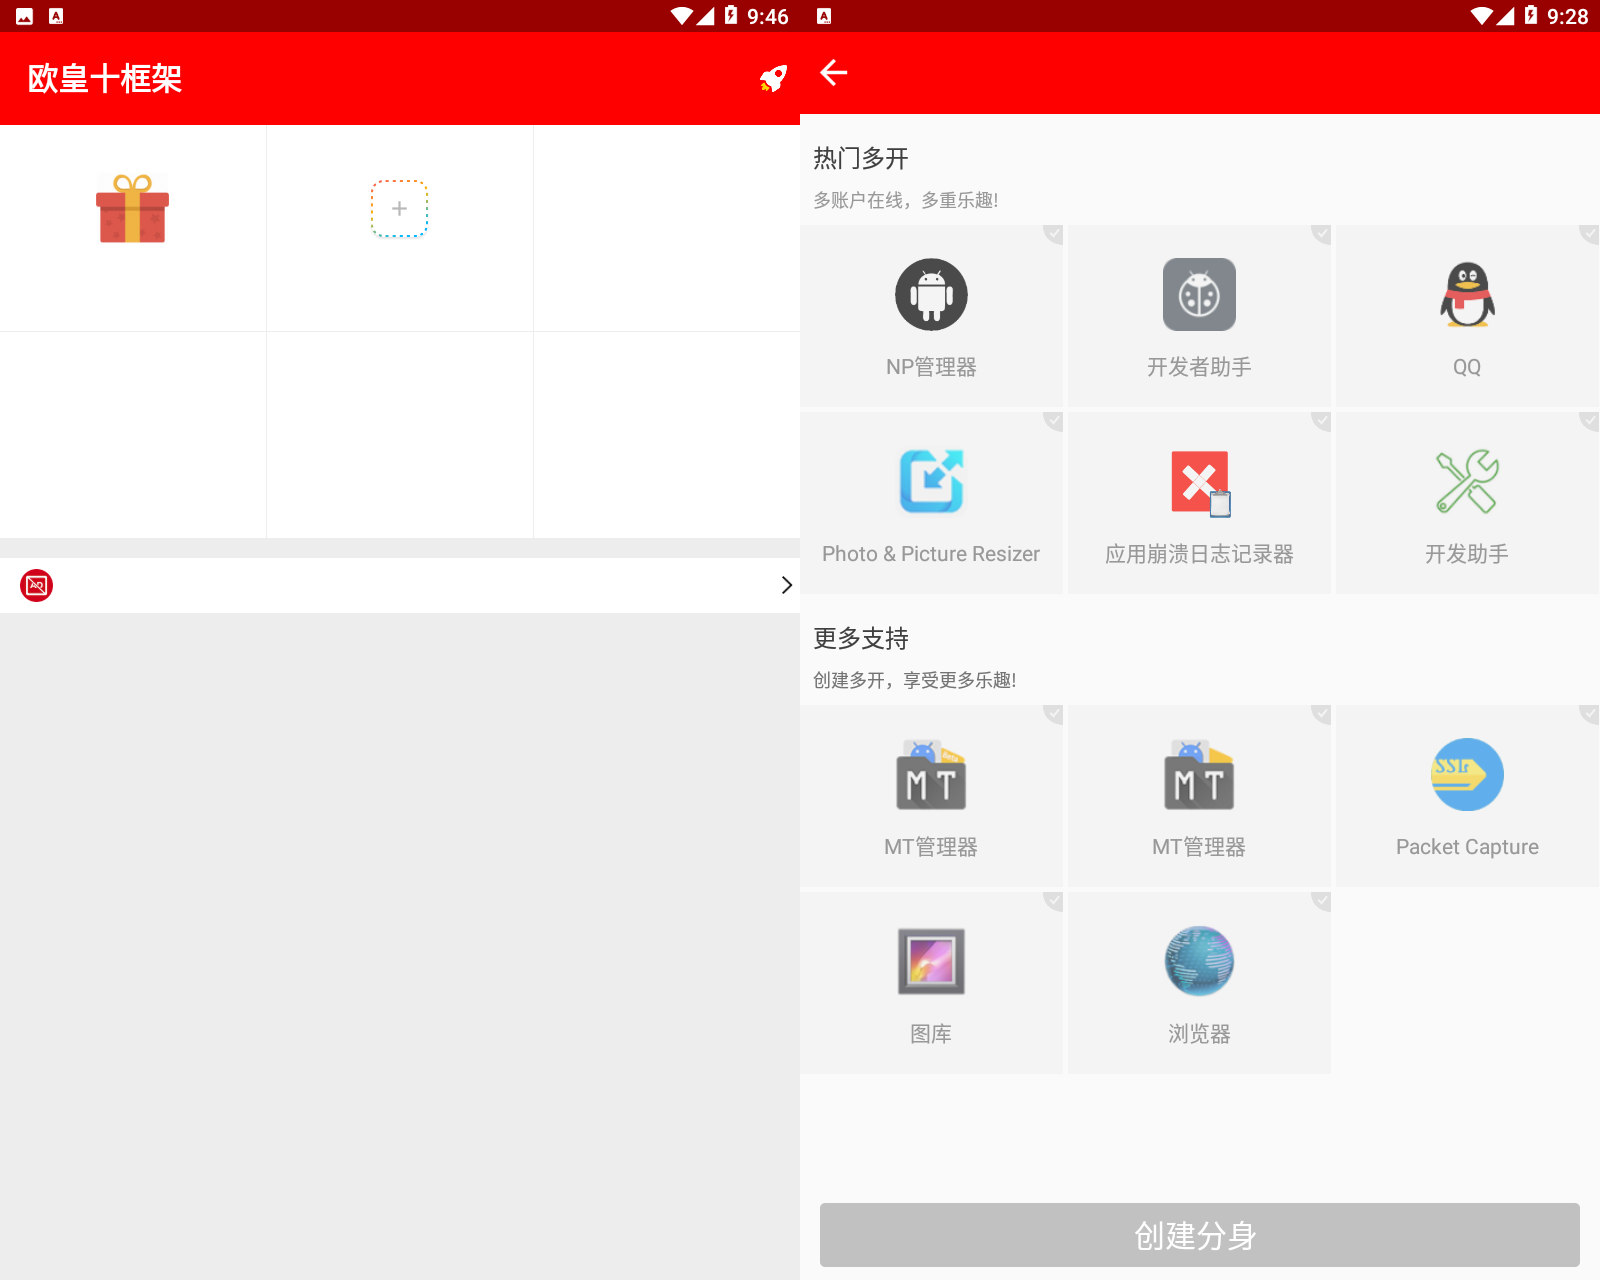 9:46
欧皇十框架
AD
9:28
热门多开
多账户在线，多重乐趣!
NP管理器
开发者助手
QQ
Photo & Picture Resizer
应用崩溃日志记录器
开发助手
更多支持
创建多开，享受更多乐趣!
MT
MT
SSL
MT管理器
MT管理器
Packet Capture
图库
浏览器
创建分身